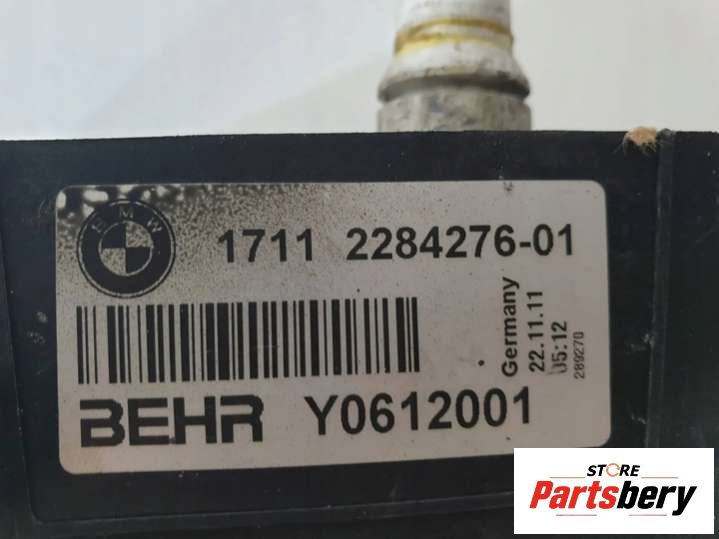 BMW
1711 2284276-01
Germany
22.11.11
05:12
289270
BEHR Y0612001
STORE
Partsbery